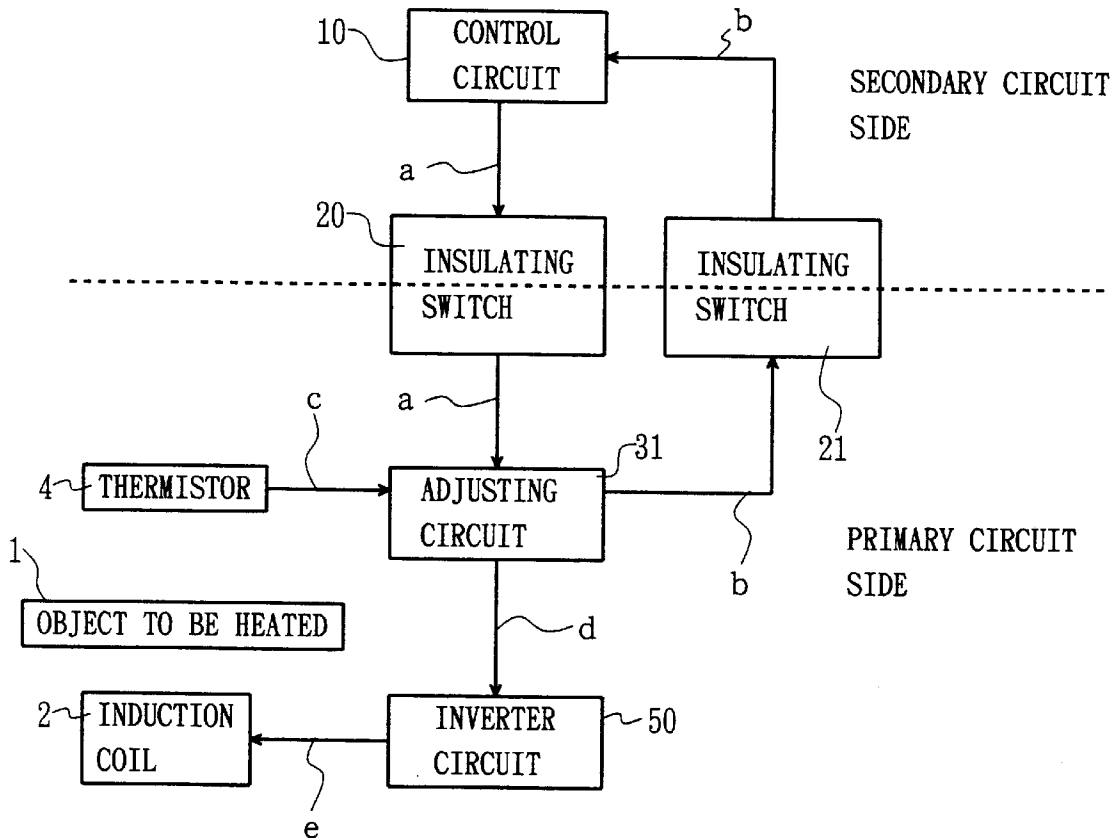 10
CONTROL
CIRCUIT
b
SECONDARY CIRCUIT
SIDE
a
20
INSULATING
SWITCH
INSULATING
SWITCH
21
a
c
31
4
THERMISTOR
ADJUSTING
CIRCUIT
b
PRIMARY CIRCUIT
SIDE
1
OBJECT TO BE HEATED
d
2
INDUCTION
COIL
INVERTER
CIRCUIT
50
e